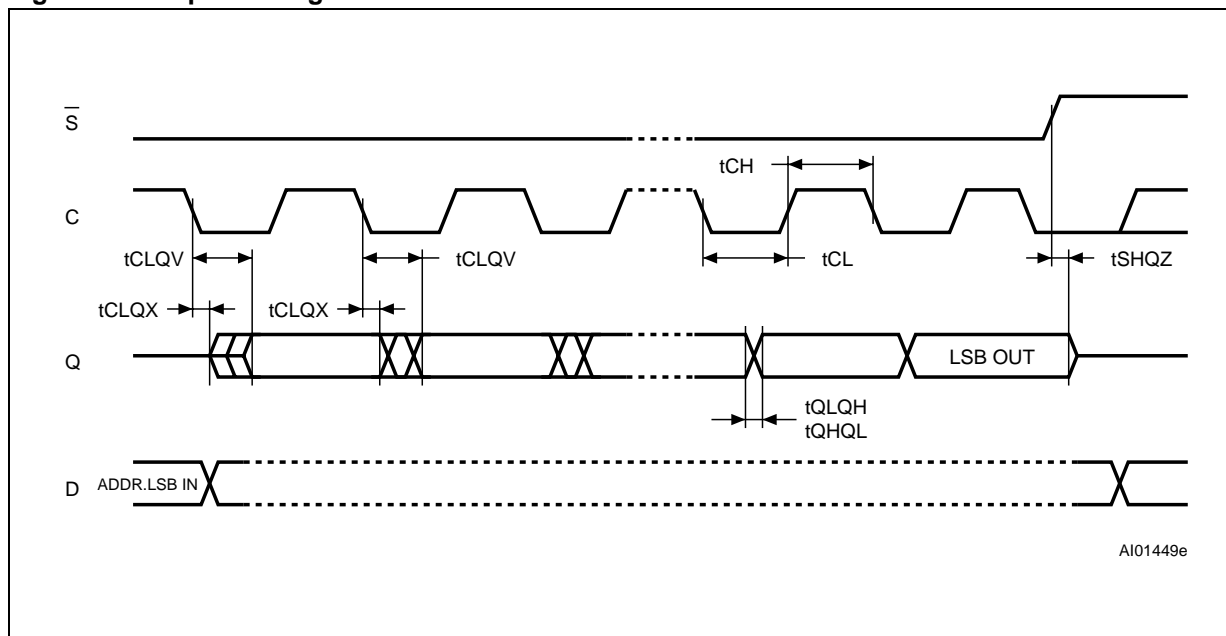 S
tCH
C
tCLQV
tCLQV
tCL
tSHQZ
tCLQX
tCLQX
Q
LSB OUT
tQLQH
tQHQL
D
ADDR.LSB IN
AI01449e